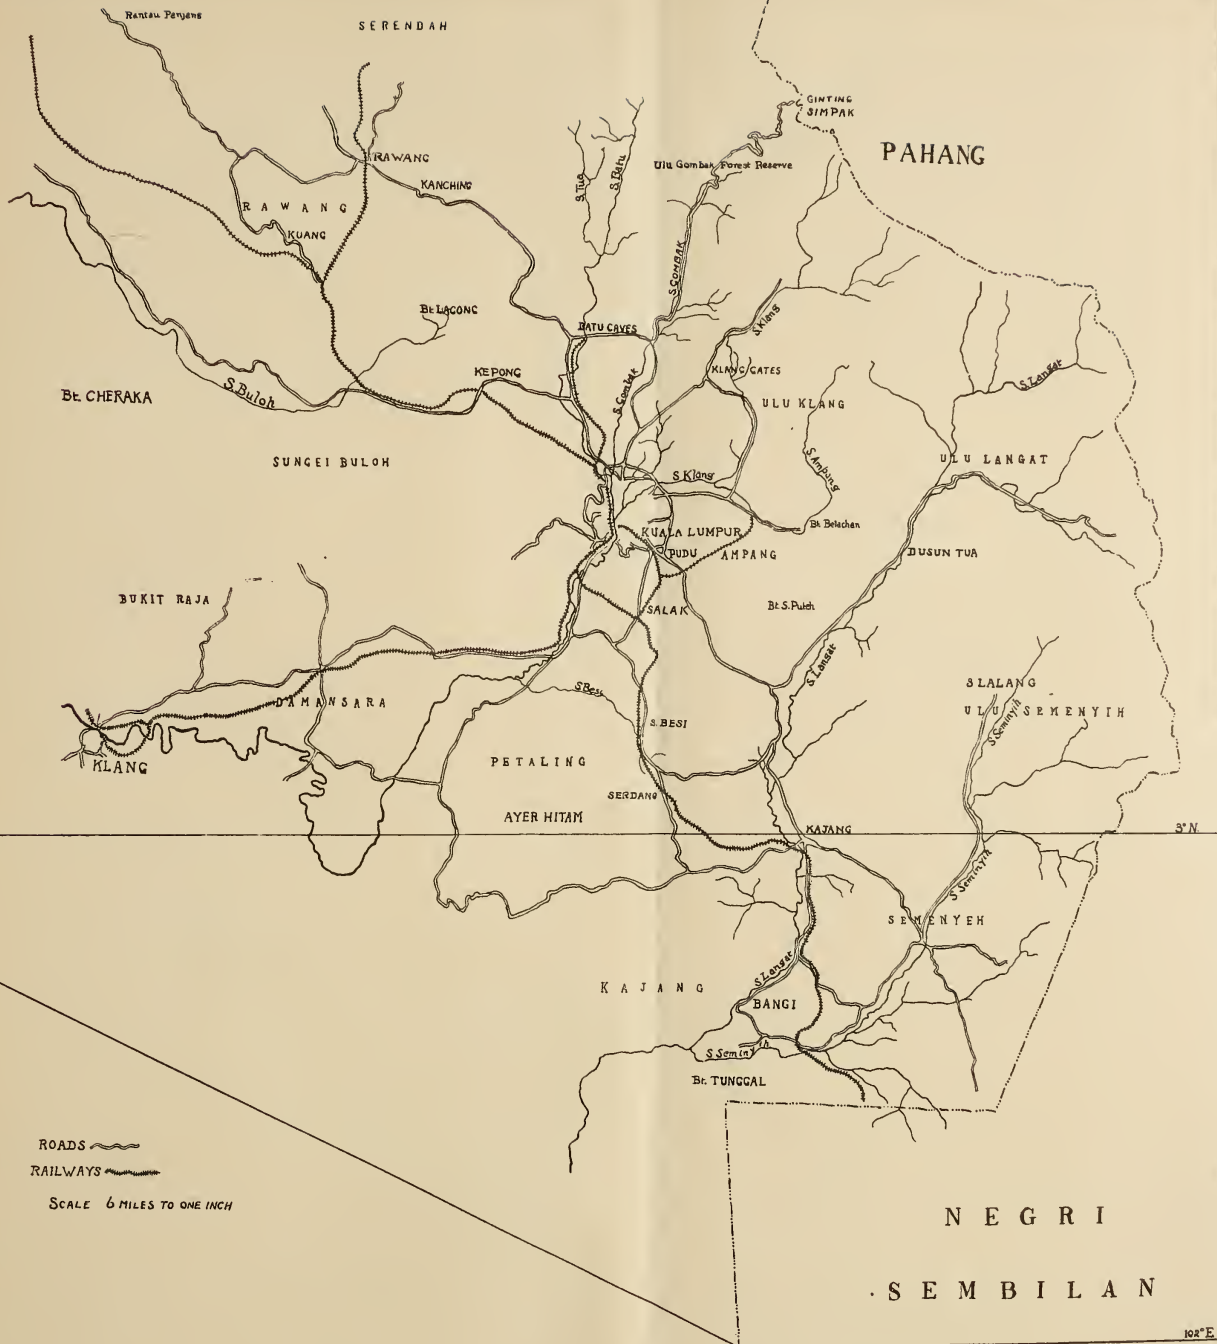 Rantau Panjang
SERENDAH
GINTING
SIMPAK
PAHANG
RAWANG
Ulu Gombak Forest Reserve
KANCHING
S. Tua
S. Batu
RAWANG
KUANG
S. GOMBAK
Bt. LAGONG
BATU CAVES
S. Klang
KEPONG
KLANG GATES
S. Langat
Bt. CHERAKA
S. Buloh
S. Gombak
ULU KLANG
SUNGEI BULOH
S. Klang
S. Ampang
ULU LANGAT
KUALA LUMPUR
Bt. Belachan
PUDU
AMPANG
DUSUN TUA
BUKIT RAJA
SALAK
Bt. S. Puteh
S. Langat
S. Besi
S LALANG
DAMANSARA
S. BESI
ULU SEMENYIH
S. Seminyih
KLANG
PETALING
SERDANG
AYER HITAM
KAJANG
3° N.
S. Seminyih
SEMENYEH
S. Langat
KAJANG
BANGI
S Seminyih
Bt. TUNGGAL
ROADS
RAILWAYS
SCALE 6 MILES TO ONE INCH
NEGRI
SEMBILAN
102° E